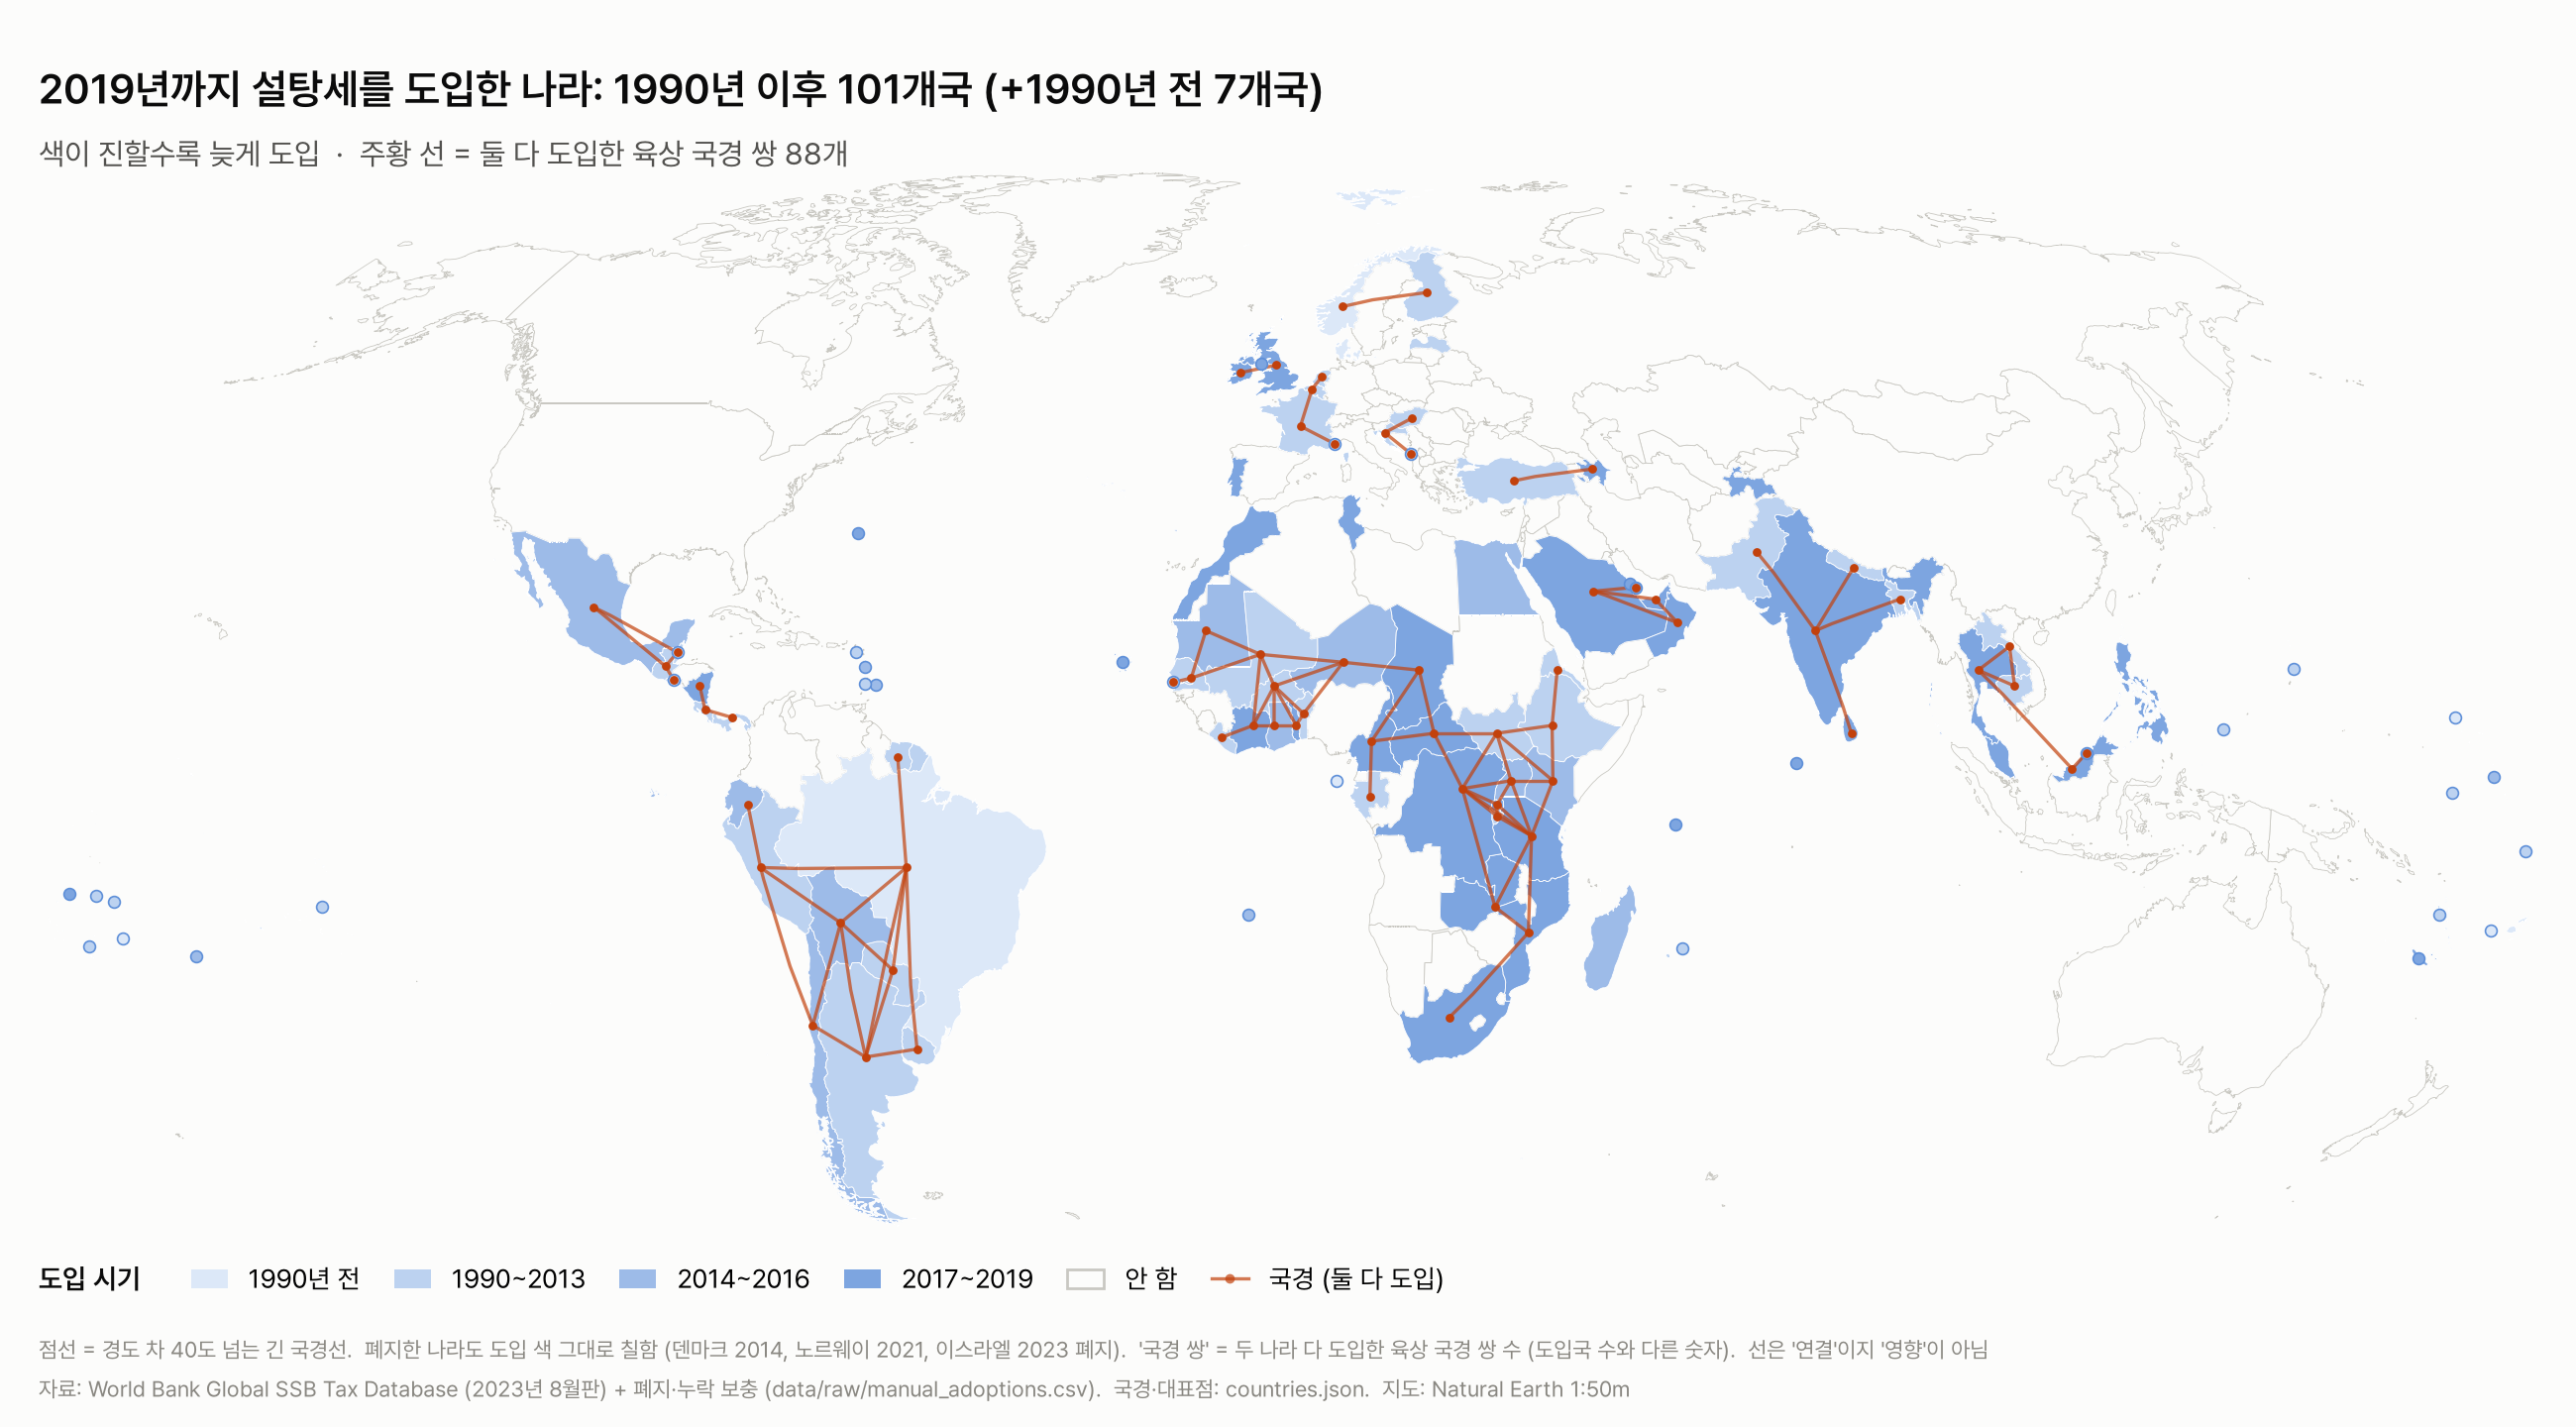 2019년까지 설탕세를 도입한 나라: 1990년 이후 101개국 (+1990년 전 7개국)
색이 진할수록 늦게 도입 · 주황 선 = 둘 다 도입한 육상 국경 쌍 88개
도입 시기 1990년 전 1990~2013 2014~2016 2017~2019 안 함 국경 (둘 다 도입)
점선 = 경도 차 40도 넘는 긴 국경선. 폐지한 나라도 도입 색 그대로 칠함 (덴마크 2014, 노르웨이 2021, 이스라엘 2023 폐지). '국경 쌍' = 두 나라 다 도입한 육상 국경 쌍 수 (도입국 수와 다른 숫자). 선은 '연결'이지 '영향'이 아님
자료: World Bank Global SSB Tax Database (2023년 8월판) + 폐지·누락 보충 (data/raw/manual_adoptions.csv). 국경·대표점: countries.json. 지도: Natural Earth 1:50m